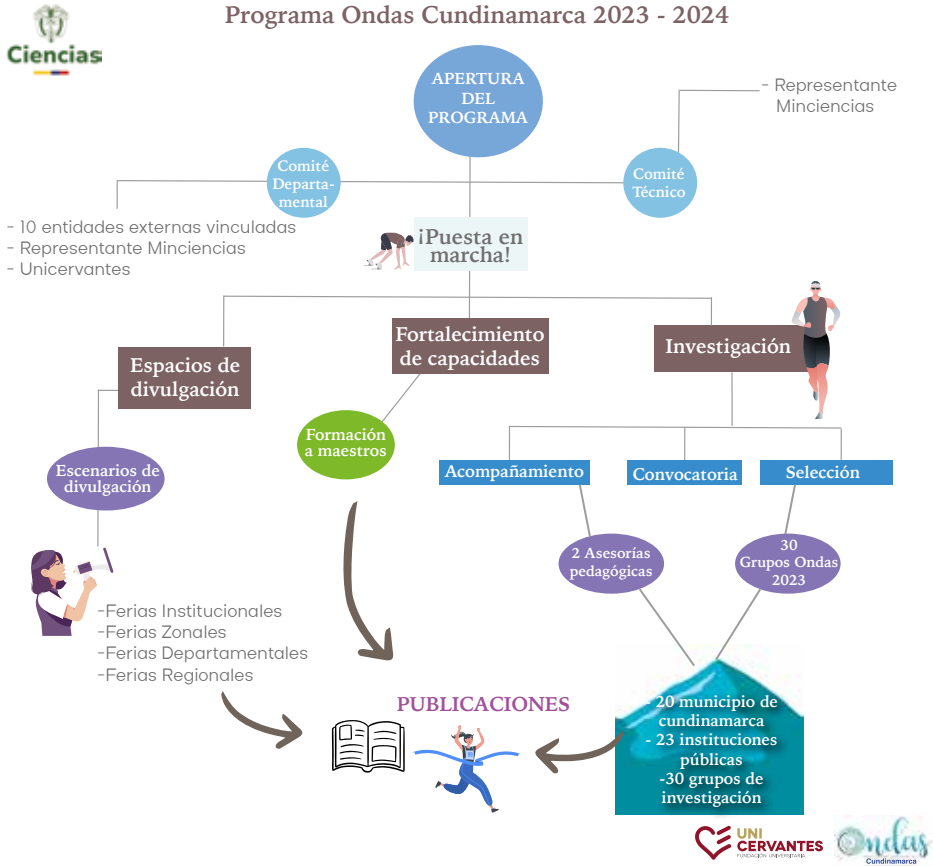 Programa Ondas Cundinamarca 2023 - 2024
Ciencias
APERTURA
DEL
PROGRAMA
- Representante
Minciencias
Comité
Departa-
mental
Comité
Técnico
- 10 entidades externas vinculadas
- Representante Minciencias
- Unicervantes
¡Puesta en
marcha!
Espacios de
divulgación
Fortalecimiento
de capacidades
Investigación
Formación
a maestros
Escenarios de
divulgación
Acompañamiento
Convocatoria
Selección
2 Asesorías
pedagógicas
30
Grupos Ondas
2023
-Ferias Institucionales
-Ferias Zonales
-Ferias Departamentales
-Ferias Regionales
PUBLICACIONES
- 20 municipio de
cundinamarca
- 23 instituciones
públicas
-30 grupos de
investigación
UNI
CERVANTES
FUNDACIÓN UNIVERSITARIA
Ondas
Cundinamarca